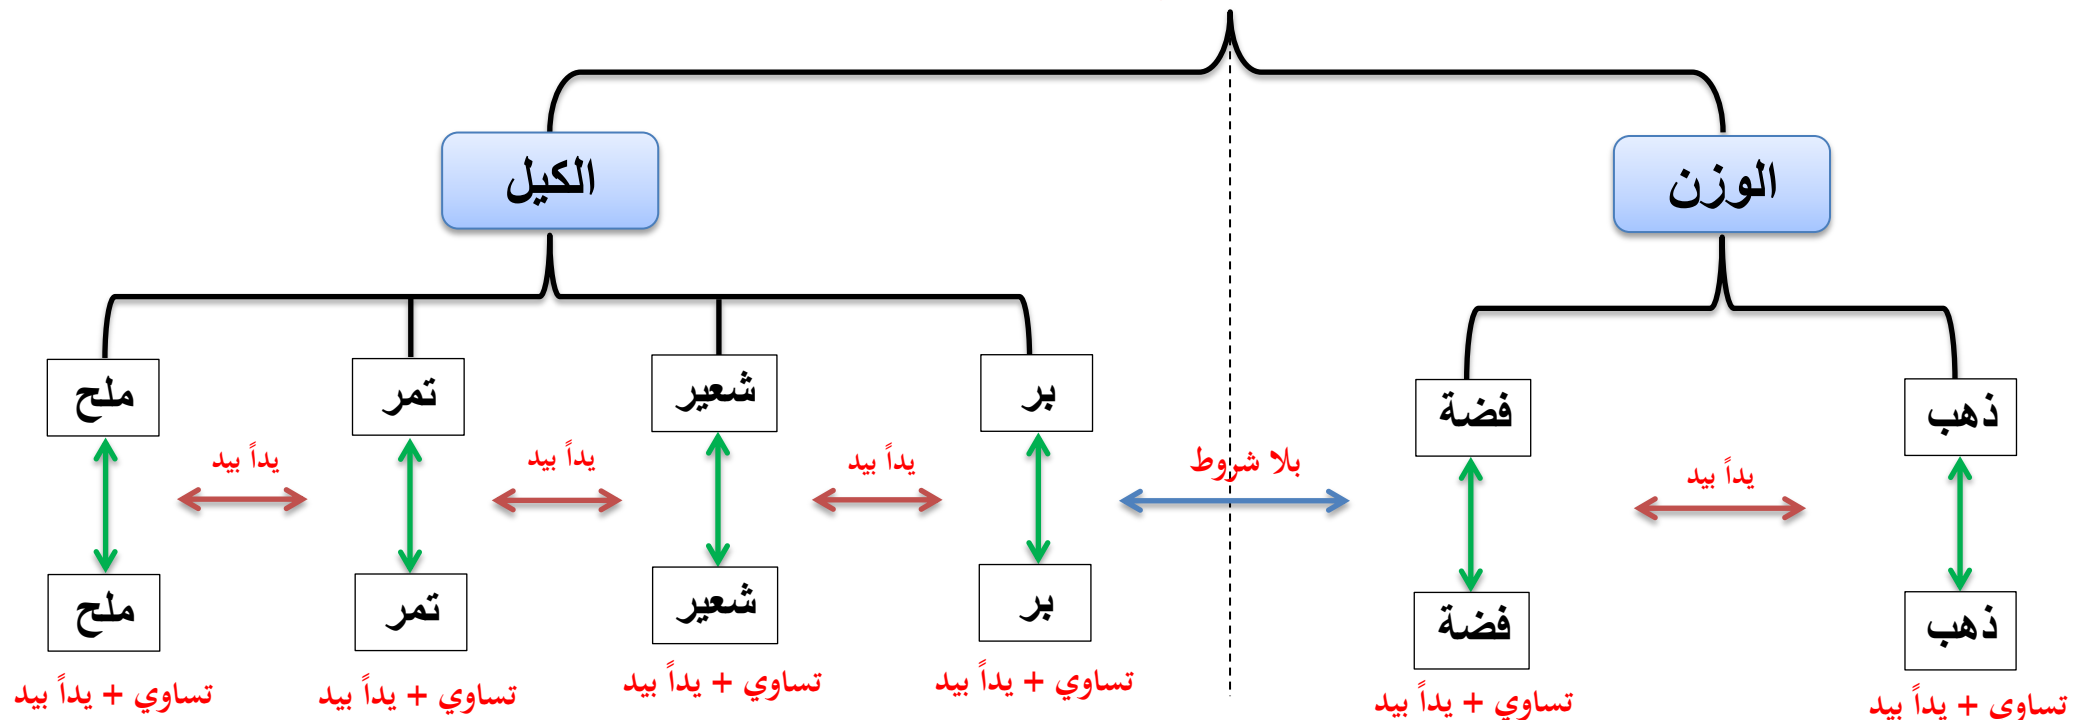 الوزن
الكيل
ذهب
فضة
بر
شعير
تمر
ملح
يداً بيد
بلا شروط
يداً بيد
يداً بيد
يداً بيد
ذهب
فضة
بر
شعير
تمر
ملح
تساوي + يداً بيد
تساوي + يداً بيد
تساوي + يداً بيد
تساوي + يداً بيد
تساوي + يداً بيد
تساوي + يداً بيد